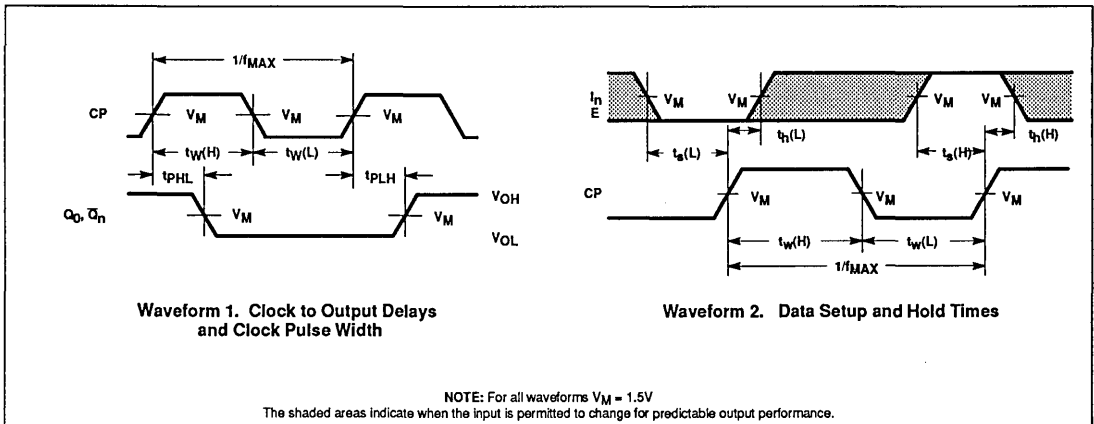 1/fMAX
CP
VM VM VM
tW(H) tW(L)
tPHL tPLH
Q0, Q̅n
VM VM
VOH
VOL
Waveform 1. Clock to Output Delays
and Clock Pulse Width
In
E
VM VM VM VM
th(L) th(H)
ts(L) ts(H)
CP
VM VM VM
tw(H) tw(L)
1/fMAX
Waveform 2. Data Setup and Hold Times
NOTE: For all waveforms VM = 1.5V
The shaded areas indicate when the input is permitted to change for predictable output performance.